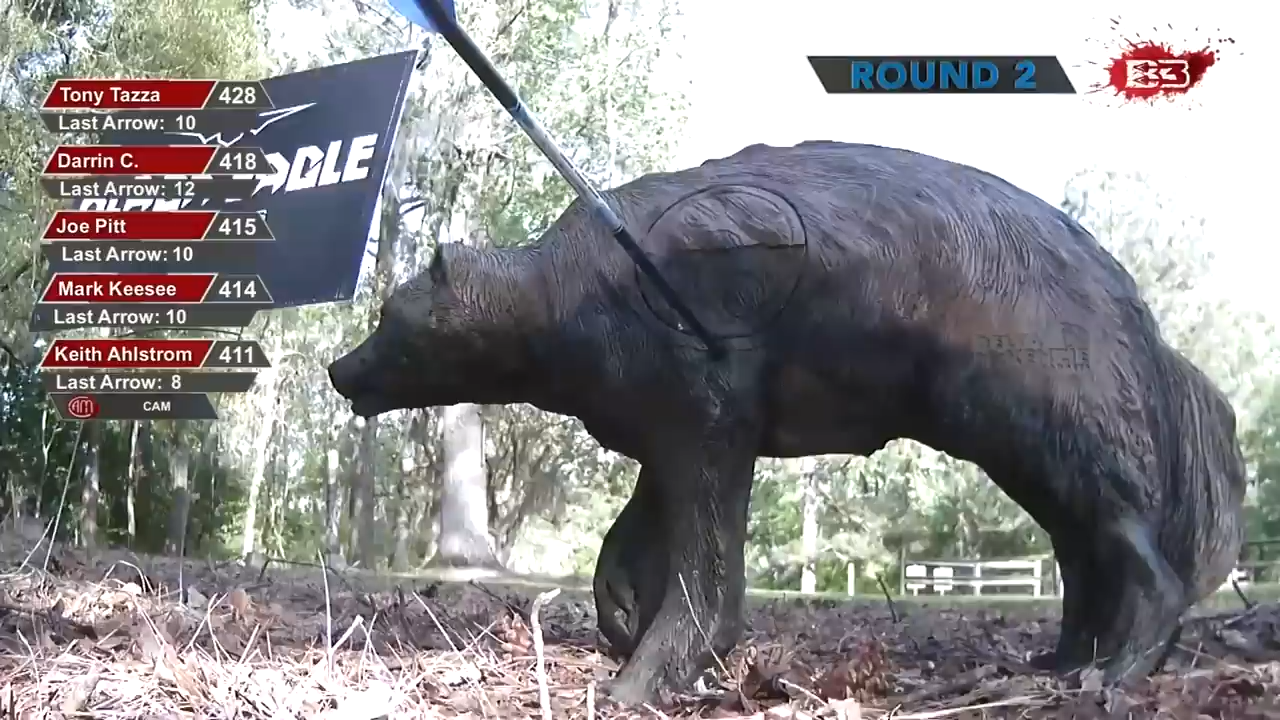 ROUND 2
B3
Tony Tazza 428
Last Arrow: 10
Darrin C. 418
Last Arrow: 12
Joe Pitt 415
Last Arrow: 10
Mark Keesee 414
Last Arrow: 10
Keith Ahlstrom 411
Last Arrow: 8
AM CAM